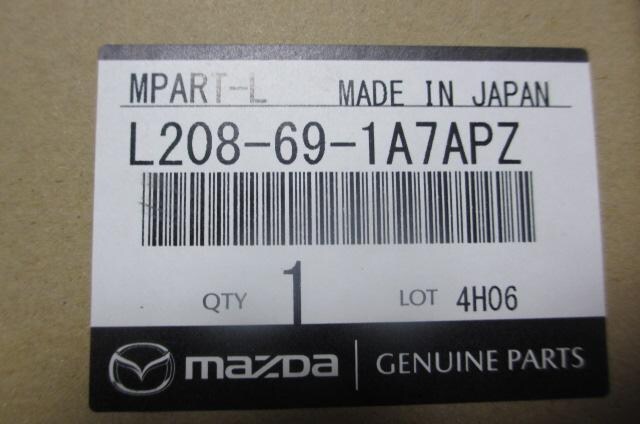 MPART-L MADE IN JAPAN
L208-69-1A7APZ
QTY 1 LOT 4H06
mazda GENUINE PARTS